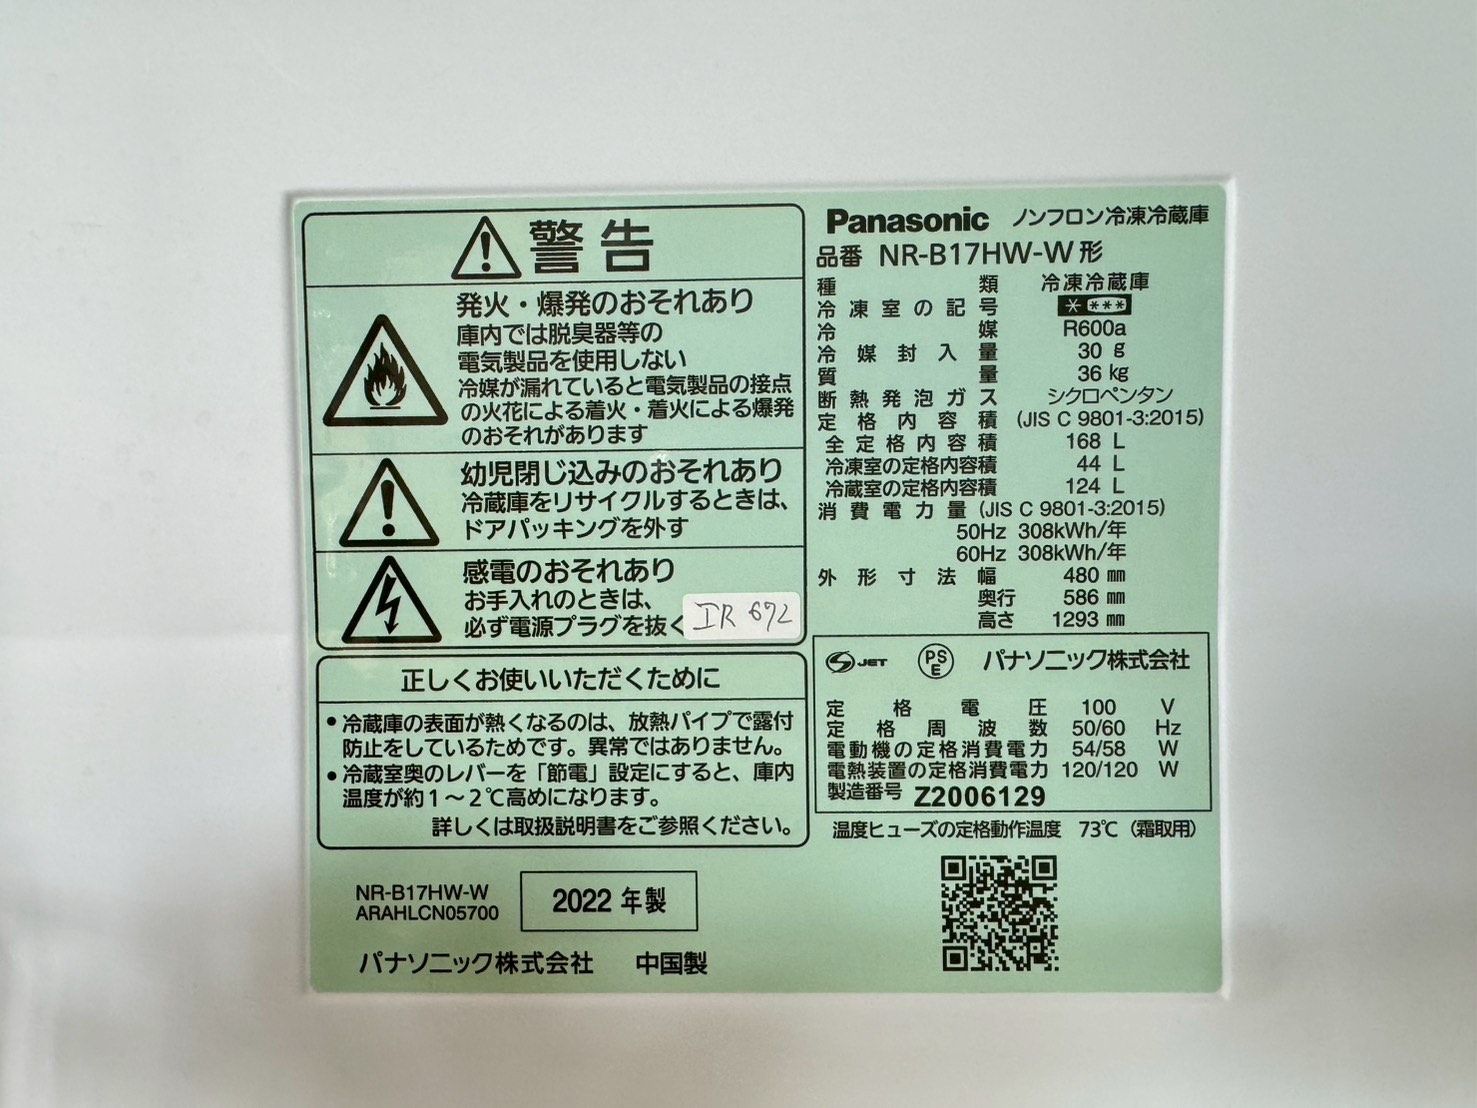 警告
発火・爆発のおそれあり
庫内では脱臭器等の
電気製品を使用しない
冷媒が漏れていると電気製品の接点
の火花による着火・着火による爆発
のおそれがあります
幼児閉じ込みのおそれあり
冷蔵庫をリサイクルするときは、
ドアパッキングを外す
感電のおそれあり
お手入れのときは、
必ず電源プラグを抜く
IR 672
正しくお使いいただくために
•冷蔵庫の表面が熱くなるのは、放熱パイプで露付
防止をしているためです。異常ではありません。
•冷蔵室奥のレバーを「節電」設定にすると、庫内
温度が約1～2℃高めになります。
詳しくは取扱説明書をご参照ください。
NR-B17HW-W
ARAHLCN05700
2022 年製
パナソニック株式会社 中国製
Panasonic ノンフロン冷凍冷蔵庫
品番 NR-B17HW-W形
種類 冷凍冷蔵庫
冷凍室の記号 * ***
冷媒 R600a
冷媒封入量 30 g
質量 36 kg
断熱発泡ガス シクロペンタン
定格内容積 (JIS C 9801-3:2015)
全定格内容積 168 L
冷凍室の定格内容積 44 L
冷蔵室の定格内容積 124 L
消費電力量 (JIS C 9801-3:2015)
50Hz 308kWh/年
60Hz 308kWh/年
外形寸法 幅 480 mm
奥行 586 mm
高さ 1293 mm
S JET PS E パナソニック株式会社
定格電圧 100 V
定格周波数 50/60 Hz
電動機の定格消費電力 54/58 W
電熱装置の定格消費電力 120/120 W
製造番号 Z2006129
温度ヒューズの定格動作温度 73℃（霜取用）